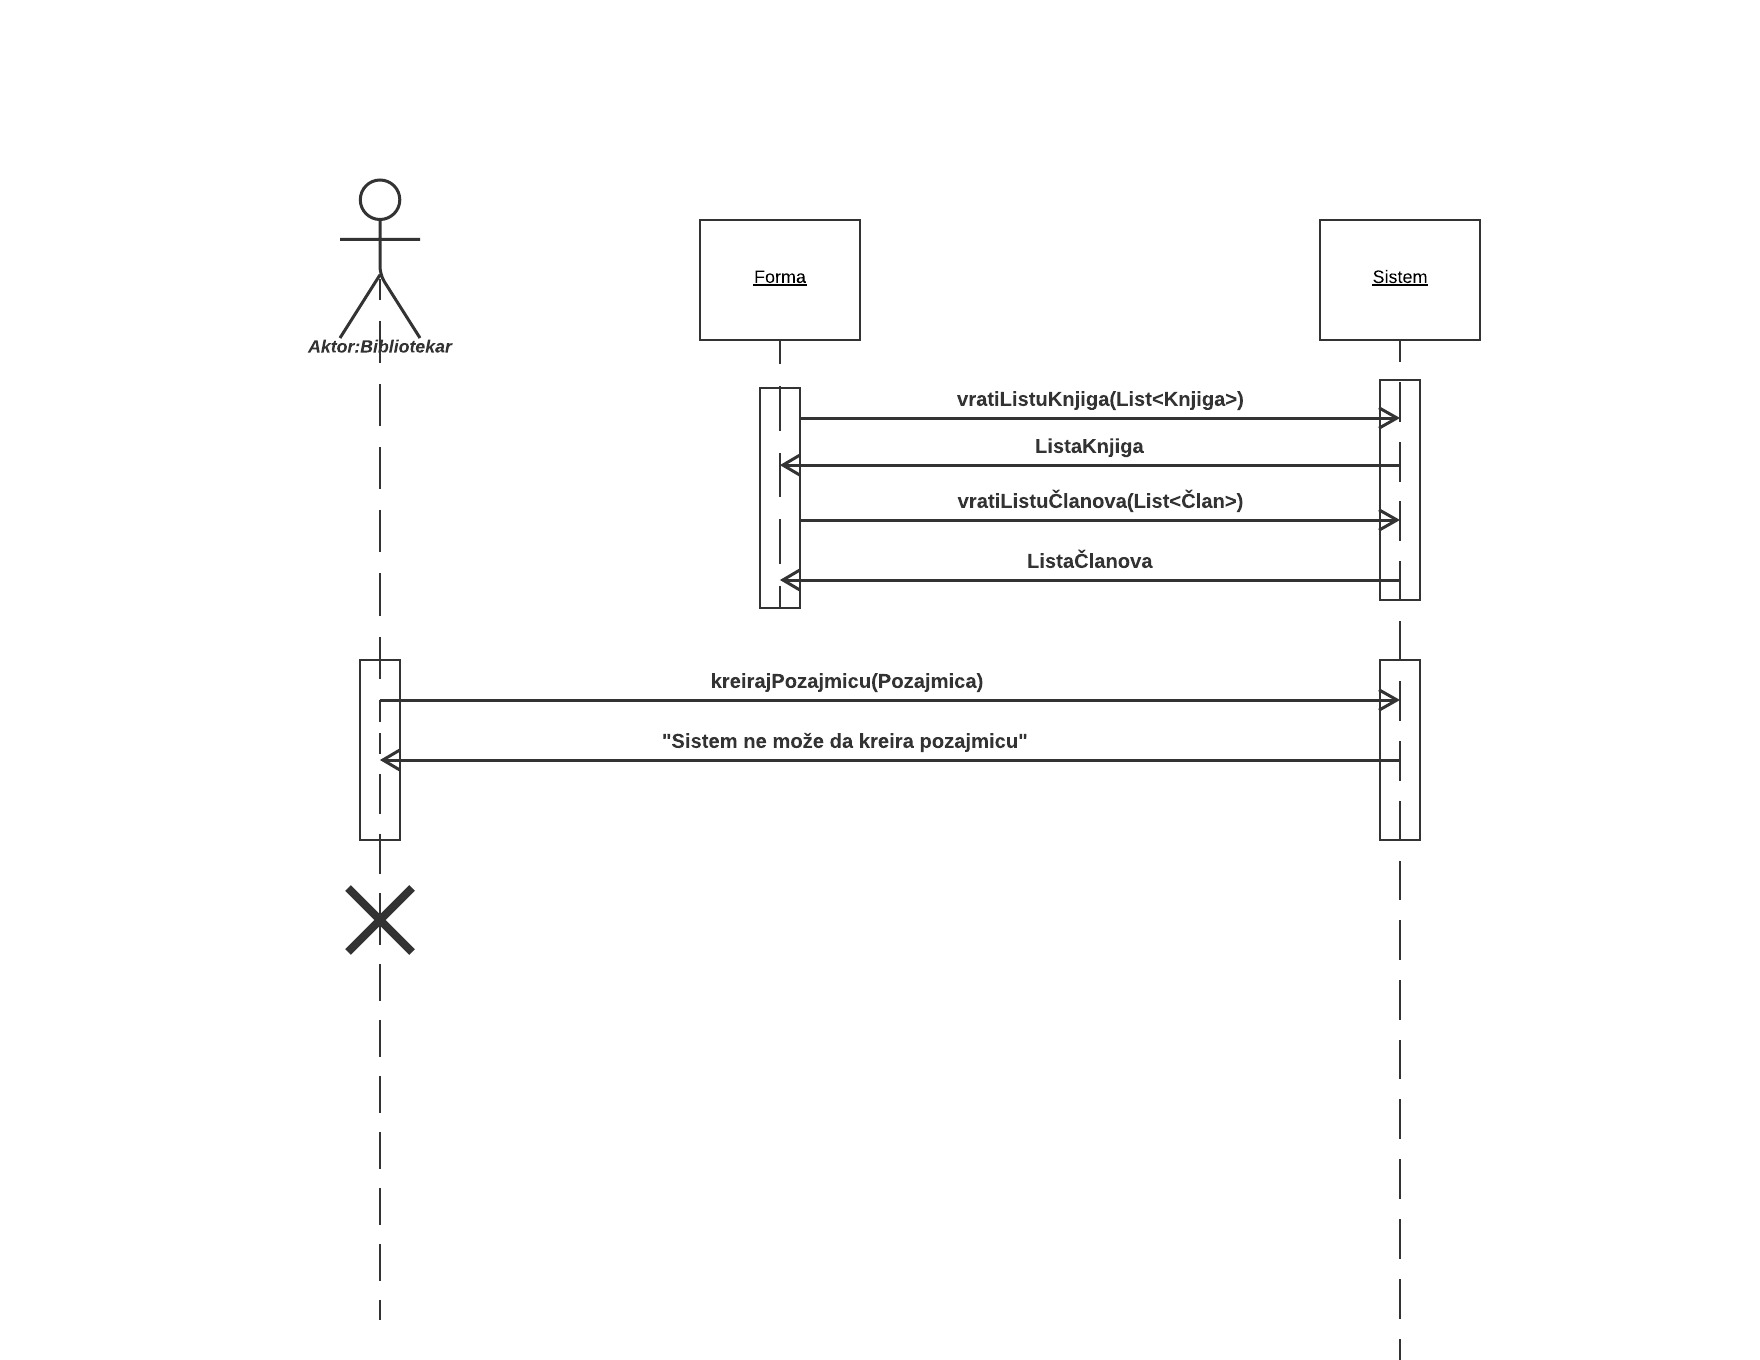 Forma
Sistem
Aktor:Bibliotekar
vratiListuKnjiga(List<Knjiga>)
ListaKnjiga
vratiListuČlanova(List<Član>)
ListaČlanova
kreirajPozajmicu(Pozajmica)
"Sistem ne može da kreira pozajmicu"